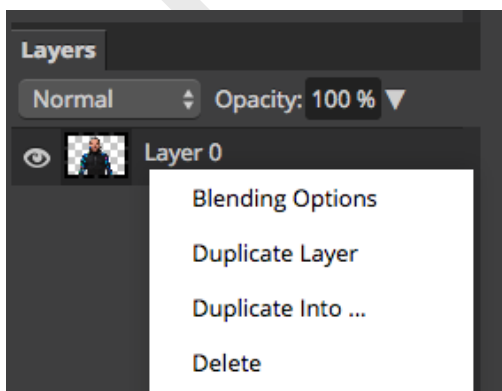 Layers
Normal Opacity: 100 %
Layer 0
Blending Options
Duplicate Layer
Duplicate Into ...
Delete